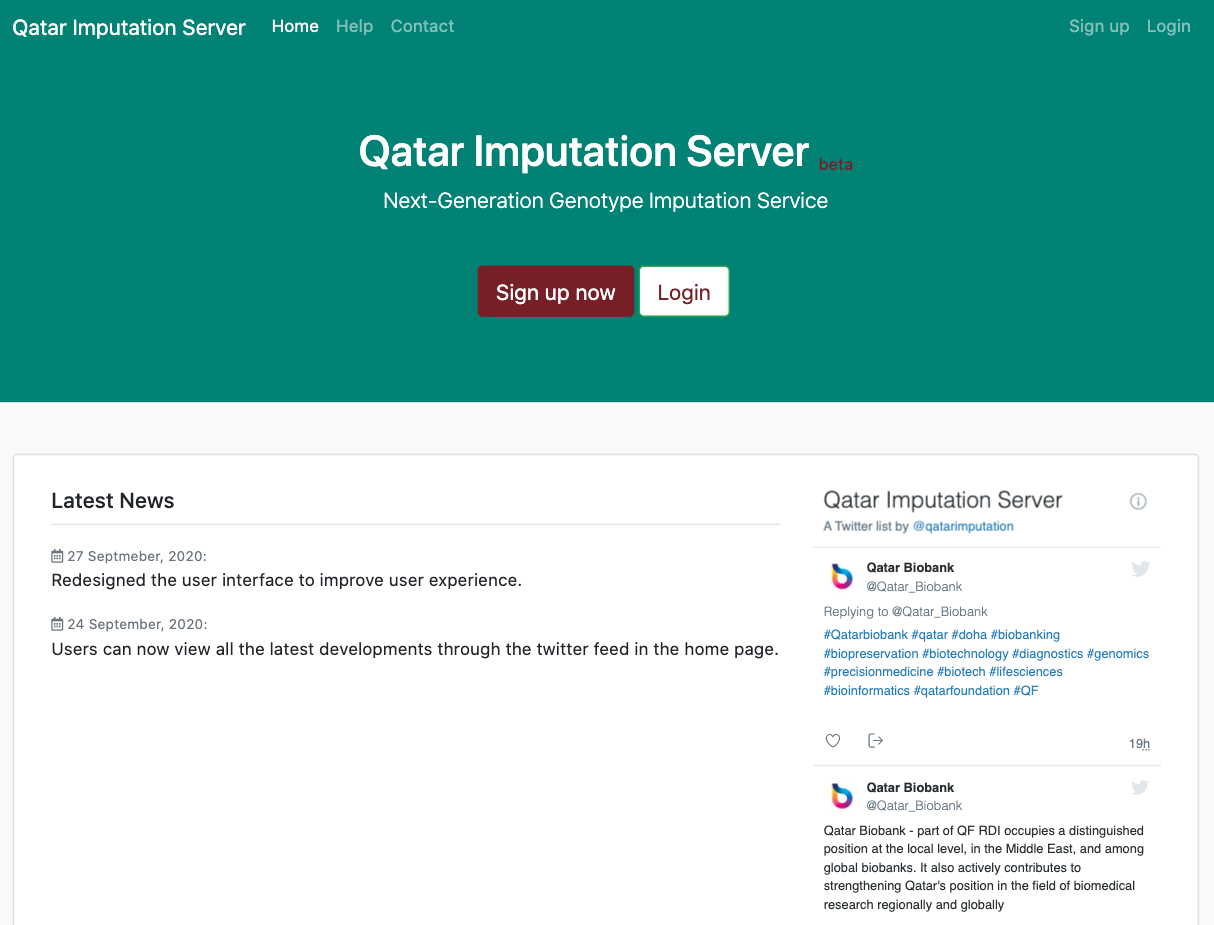 Qatar Imputation Server Home Help Contact Sign up Login
Qatar Imputation Server beta
Next-Generation Genotype Imputation Service
Sign up now Login
Latest News
27 Septmeber, 2020:
Redesigned the user interface to improve user experience.
24 September, 2020:
Users can now view all the latest developments through the twitter feed in the home page.
Qatar Imputation Server
A Twitter list by @qatarimputation
Qatar Biobank
@Qatar_Biobank
Replying to @Qatar_Biobank
#Qatarbiobank #qatar #doha #biobanking
#biopreservation #biotechnology #diagnostics #genomics
#precisionmedicine #biotech #lifesciences
#bioinformatics #qatarfoundation #QF
19h
Qatar Biobank
@Qatar_Biobank
Qatar Biobank - part of QF RDI occupies a distinguished
position at the local level, in the Middle East, and among
global biobanks. It also actively contributes to
strengthening Qatar's position in the field of biomedical
research regionally and globally